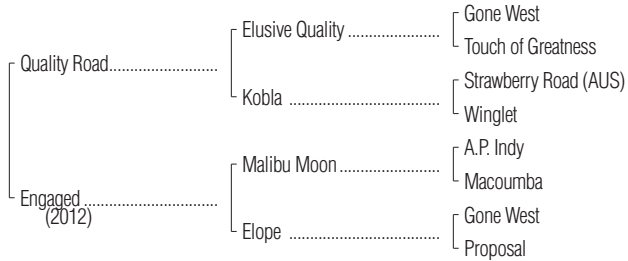 Gone West
Elusive Quality ....................
Touch of Greatness
Quality Road........................
Strawberry Road (AUS)
Kobla .................................
Winglet
A.P. Indy
Malibu Moon......................
Macoumba
Engaged .............................
(2012)
Gone West
Elope .................................
Proposal